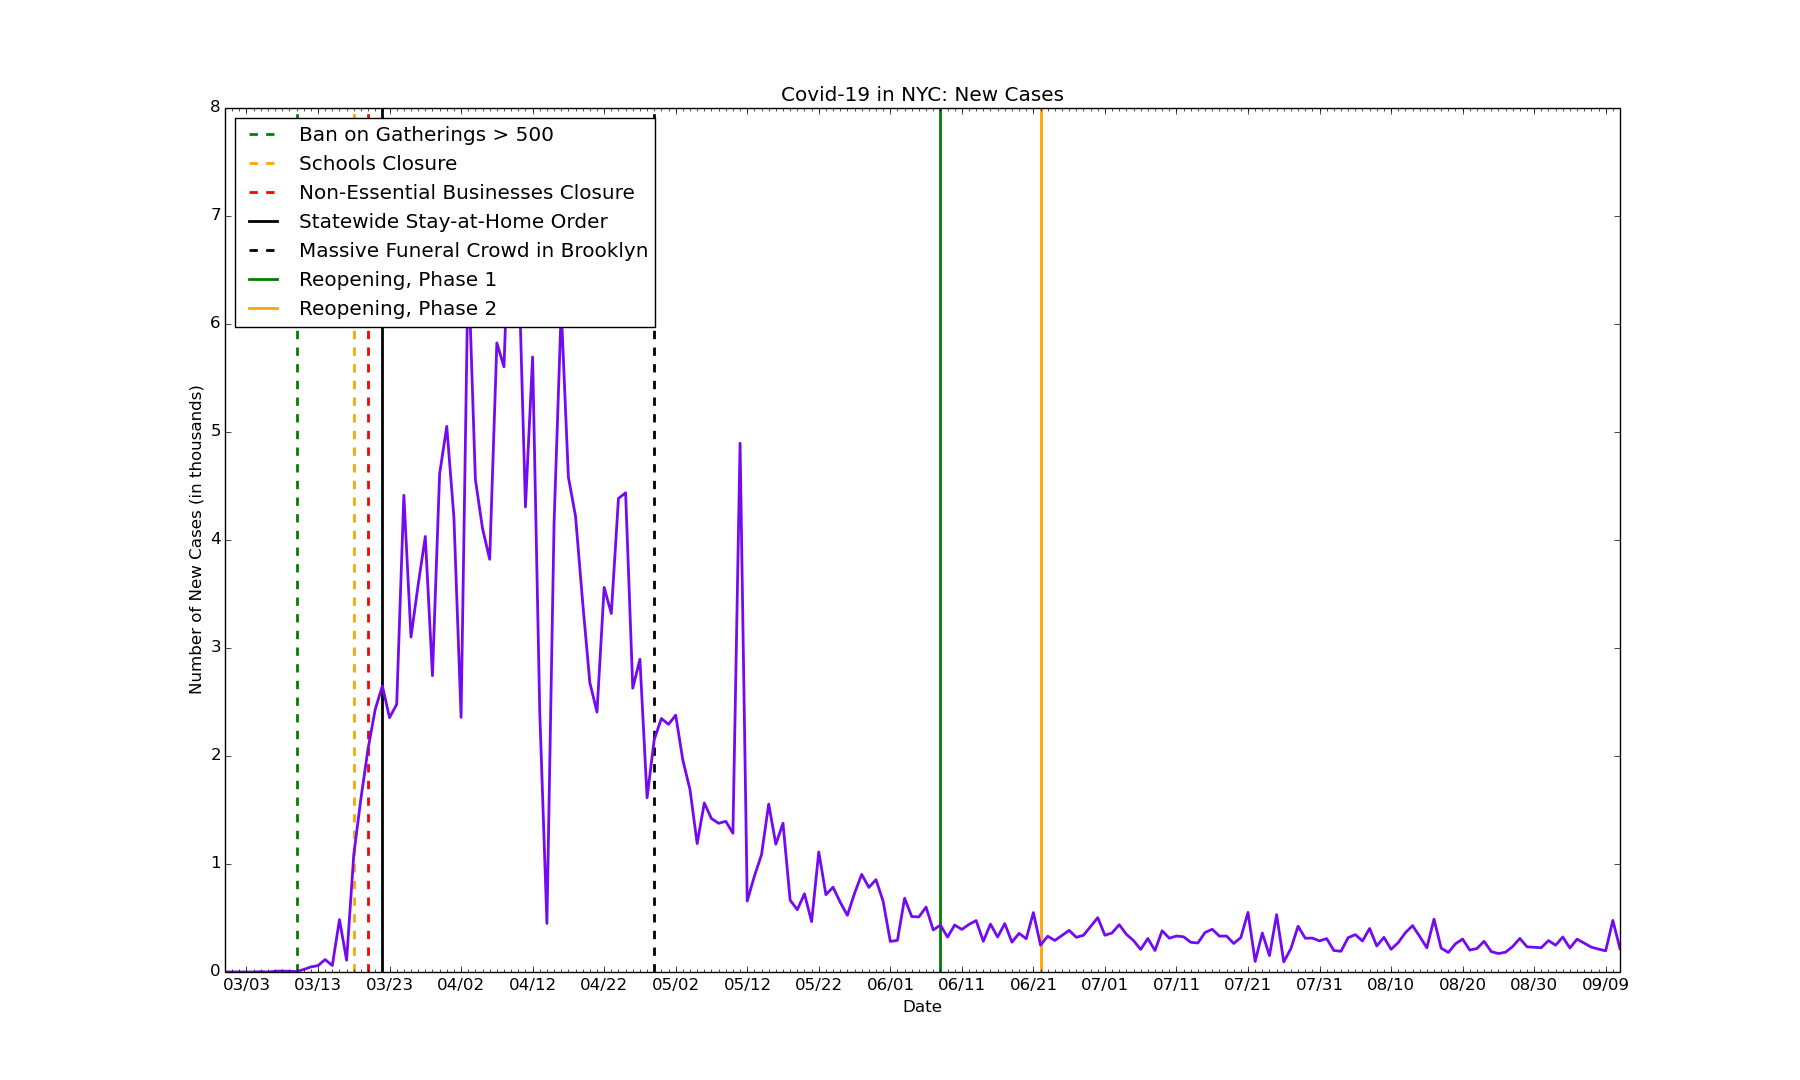 Covid-19 in NYC: New Cases
8
7
6
5
4
3
2
1
0
Number of New Cases (in thousands)
Ban on Gatherings > 500
Schools Closure
Non-Essential Businesses Closure
Statewide Stay-at-Home Order
Massive Funeral Crowd in Brooklyn
Reopening, Phase 1
Reopening, Phase 2
03/03 03/13 03/23 04/02 04/12 04/22 05/02 05/12 05/22 06/01 06/11 06/21 07/01 07/11 07/21 07/31 08/10 08/20 08/30 09/09
Date